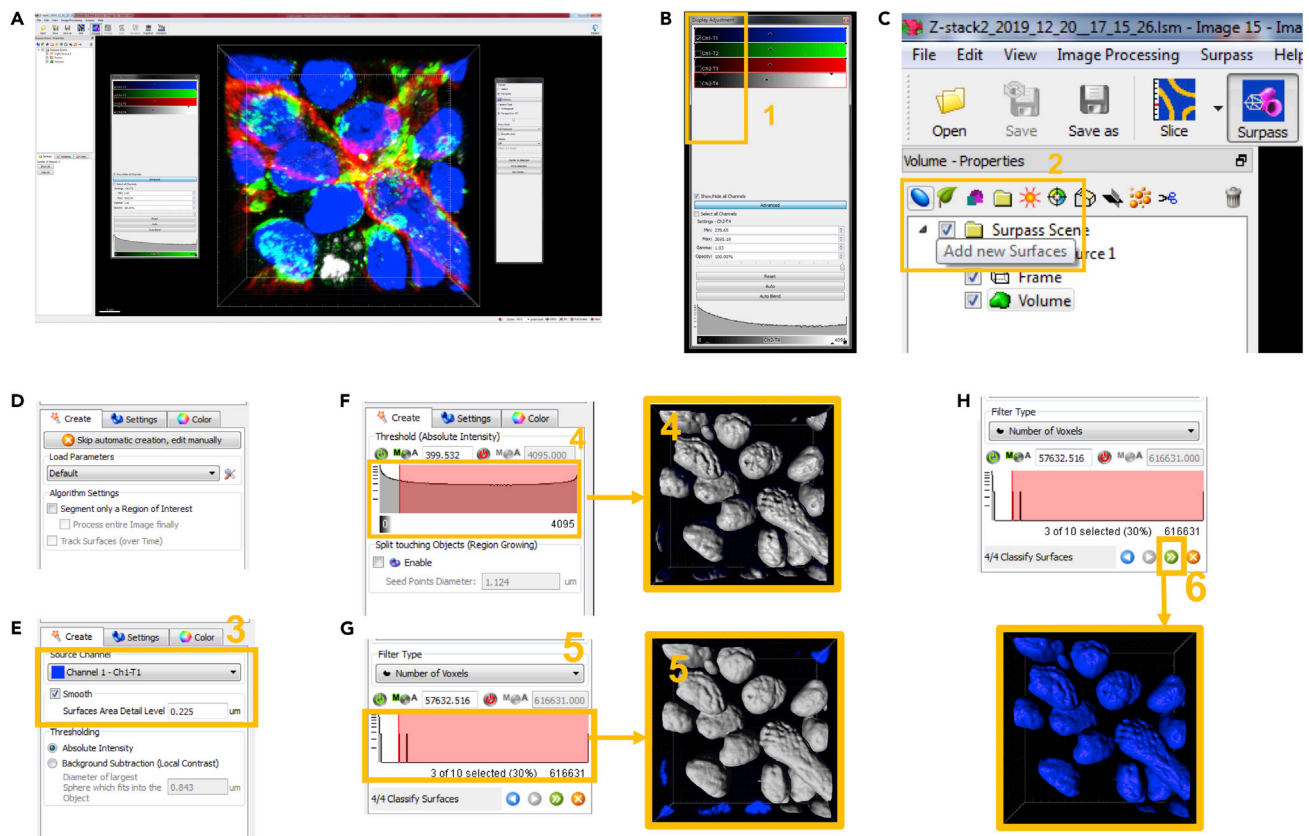 A
B
Display Adjustment
Ch1-T1
Ch1-T2
Ch2-T3
Ch2-T4
1
Show/Hide all Channels
Advanced
Select all Channels
Settings - Ch2-T4
Min: 278.65
Gamma: 1.03
Opacity: 100.00%
Reset
Auto
Auto Blend
0 Ch2-T4 4095
C
Z-stack2_2019_12_20__17_15_26.lsm - Image 15 - Ima
File Edit View Image Processing Surpass Help
Open Save Save as Slice Surpass
Volume - Properties
2
Surpass Scene
Add new Surfaces
urce 1
Frame
Volume
D
Create Settings Color
Skip automatic creation, edit manually
Load Parameters
Default
Algorithm Settings
Segment only a Region of Interest
Process entire Image finally
Track Surfaces (over Time)
E
Create Settings Color
3
Source Channel
Channel 1 - Ch1-T1
Smooth
Surfaces Area Detail Level 0.225 um
Thresholding
Absolute Intensity
Background Subtraction (Local Contrast)
Diameter of largest
Sphere which fits into the
Object
0.843 um
F
Create Settings Color
Threshold (Absolute Intensity)
4
M A 399.532 M A 4095.000
0 4095
Split touching Objects (Region Growing)
Enable
Seed Points Diameter: 1.124 um
4
G
Filter Type
5
Number of Voxels
M A 57632.516 M A 616631.000
3 of 10 selected (30%) 616631
4/4 Classify Surfaces
5
H
Filter Type
Number of Voxels
M A 57632.516 M A 616631.000
3 of 10 selected (30%) 616631
4/4 Classify Surfaces
6